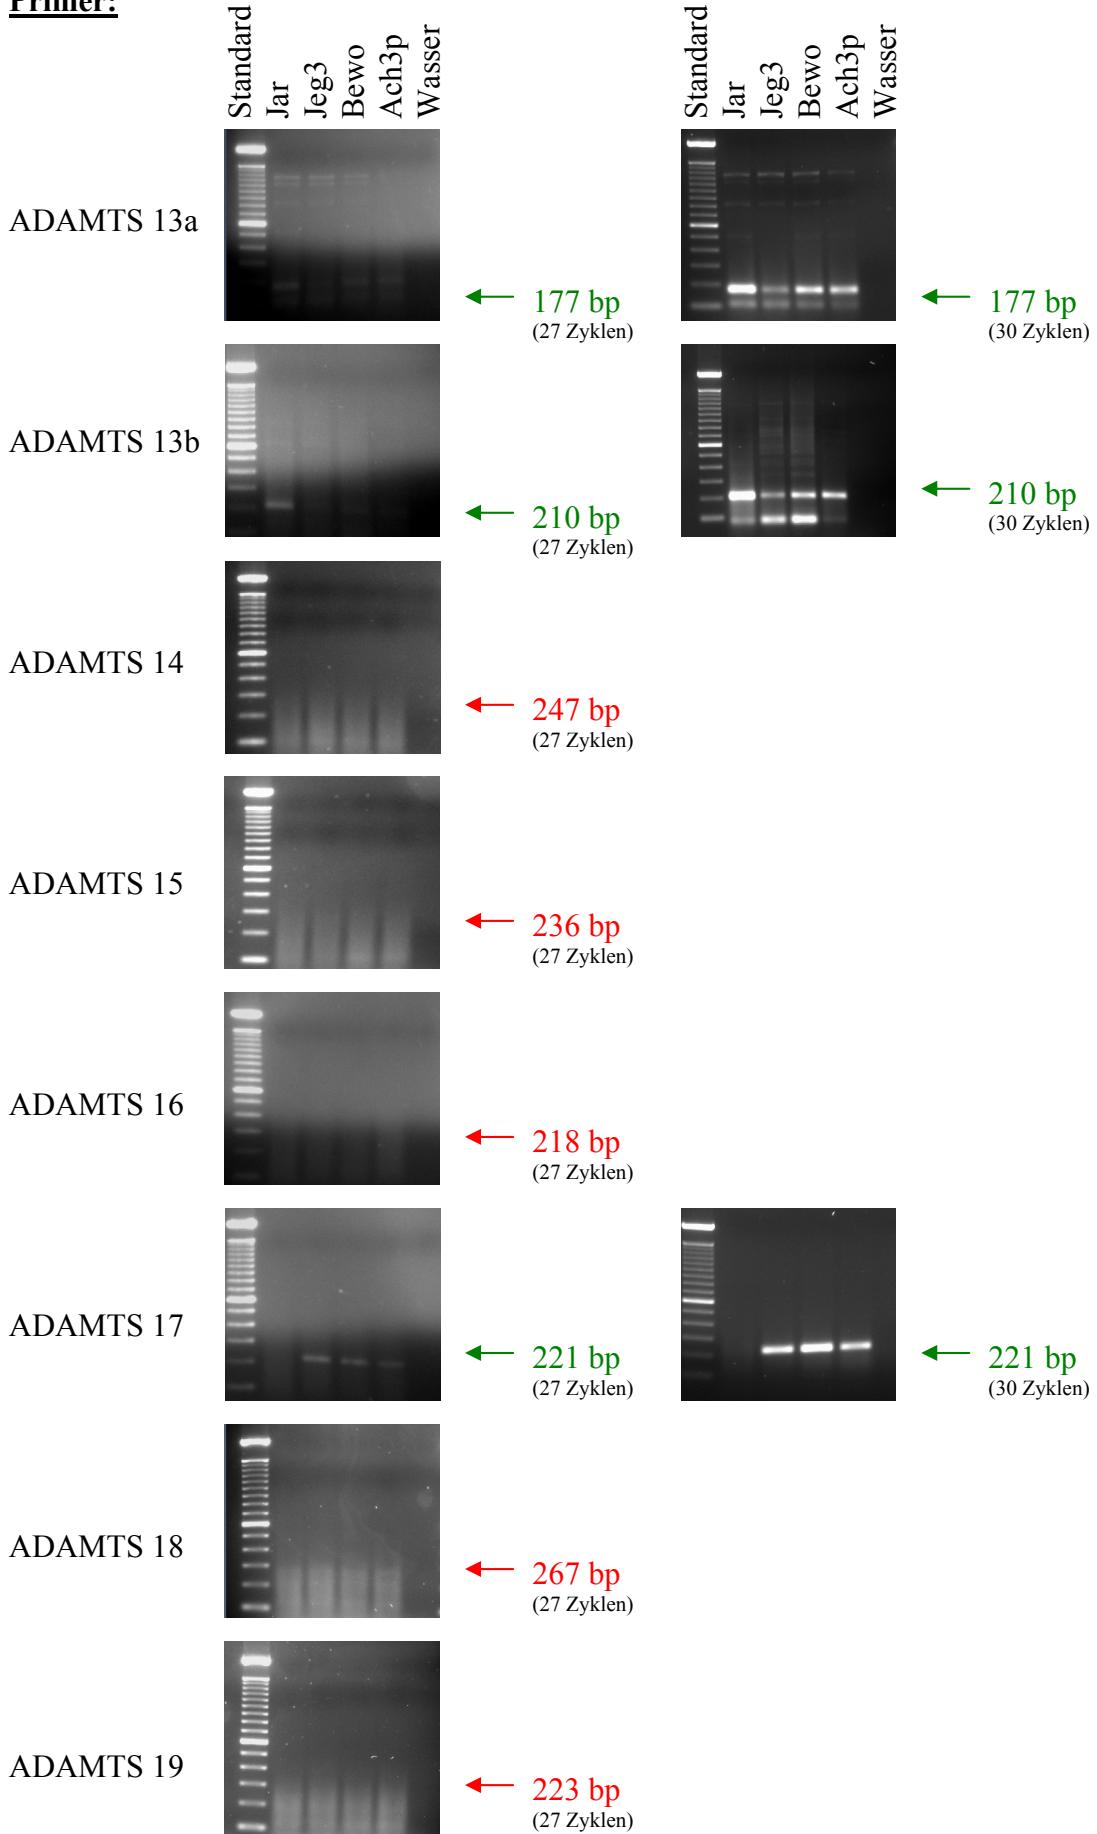 Primer:
Standard
Jar
Jeg3
Bewo
Ach3p
Wasser
Standard
Jar
Jeg3
Bewo
Ach3p
Wasser
ADAMTS 13a
177 bp
(27 Zyklen)
177 bp
(30 Zyklen)
ADAMTS 13b
210 bp
(27 Zyklen)
210 bp
(30 Zyklen)
ADAMTS 14
247 bp
(27 Zyklen)
ADAMTS 15
236 bp
(27 Zyklen)
ADAMTS 16
218 bp
(27 Zyklen)
ADAMTS 17
221 bp
(27 Zyklen)
221 bp
(30 Zyklen)
ADAMTS 18
267 bp
(27 Zyklen)
ADAMTS 19
223 bp
(27 Zyklen)